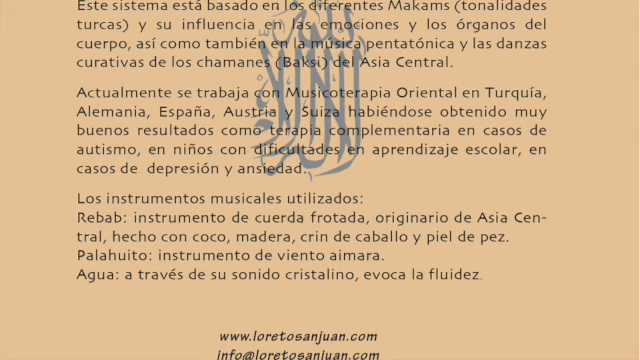 Este sistema está basado en los diferentes Makams (tonalidades
turcas) y su influencia en las emociones y los órganos del
cuerpo, así como también en la música pentatónica y las danzas
curativas de los chamanes (Baksi) del Asia Central.
Actualmente se trabaja con Musicoterapia Oriental en Turquía,
Alemania, España, Austria y Suiza habiéndose obtenido muy
buenos resultados como terapia complementaria en casos de
autismo, en niños con dificultades en aprendizaje escolar, en
casos de depresión y ansiedad.
Los instrumentos musicales utilizados:
Rebab: instrumento de cuerda frotada, originario de Asia Cen-
tral, hecho con coco, madera, crin de caballo y piel de pez.
Palahuito: instrumento de viento aimara.
Agua: a través de su sonido cristalino, evoca la fluidez.
www.loretosanjuan.com
info@loretosanjuan.com